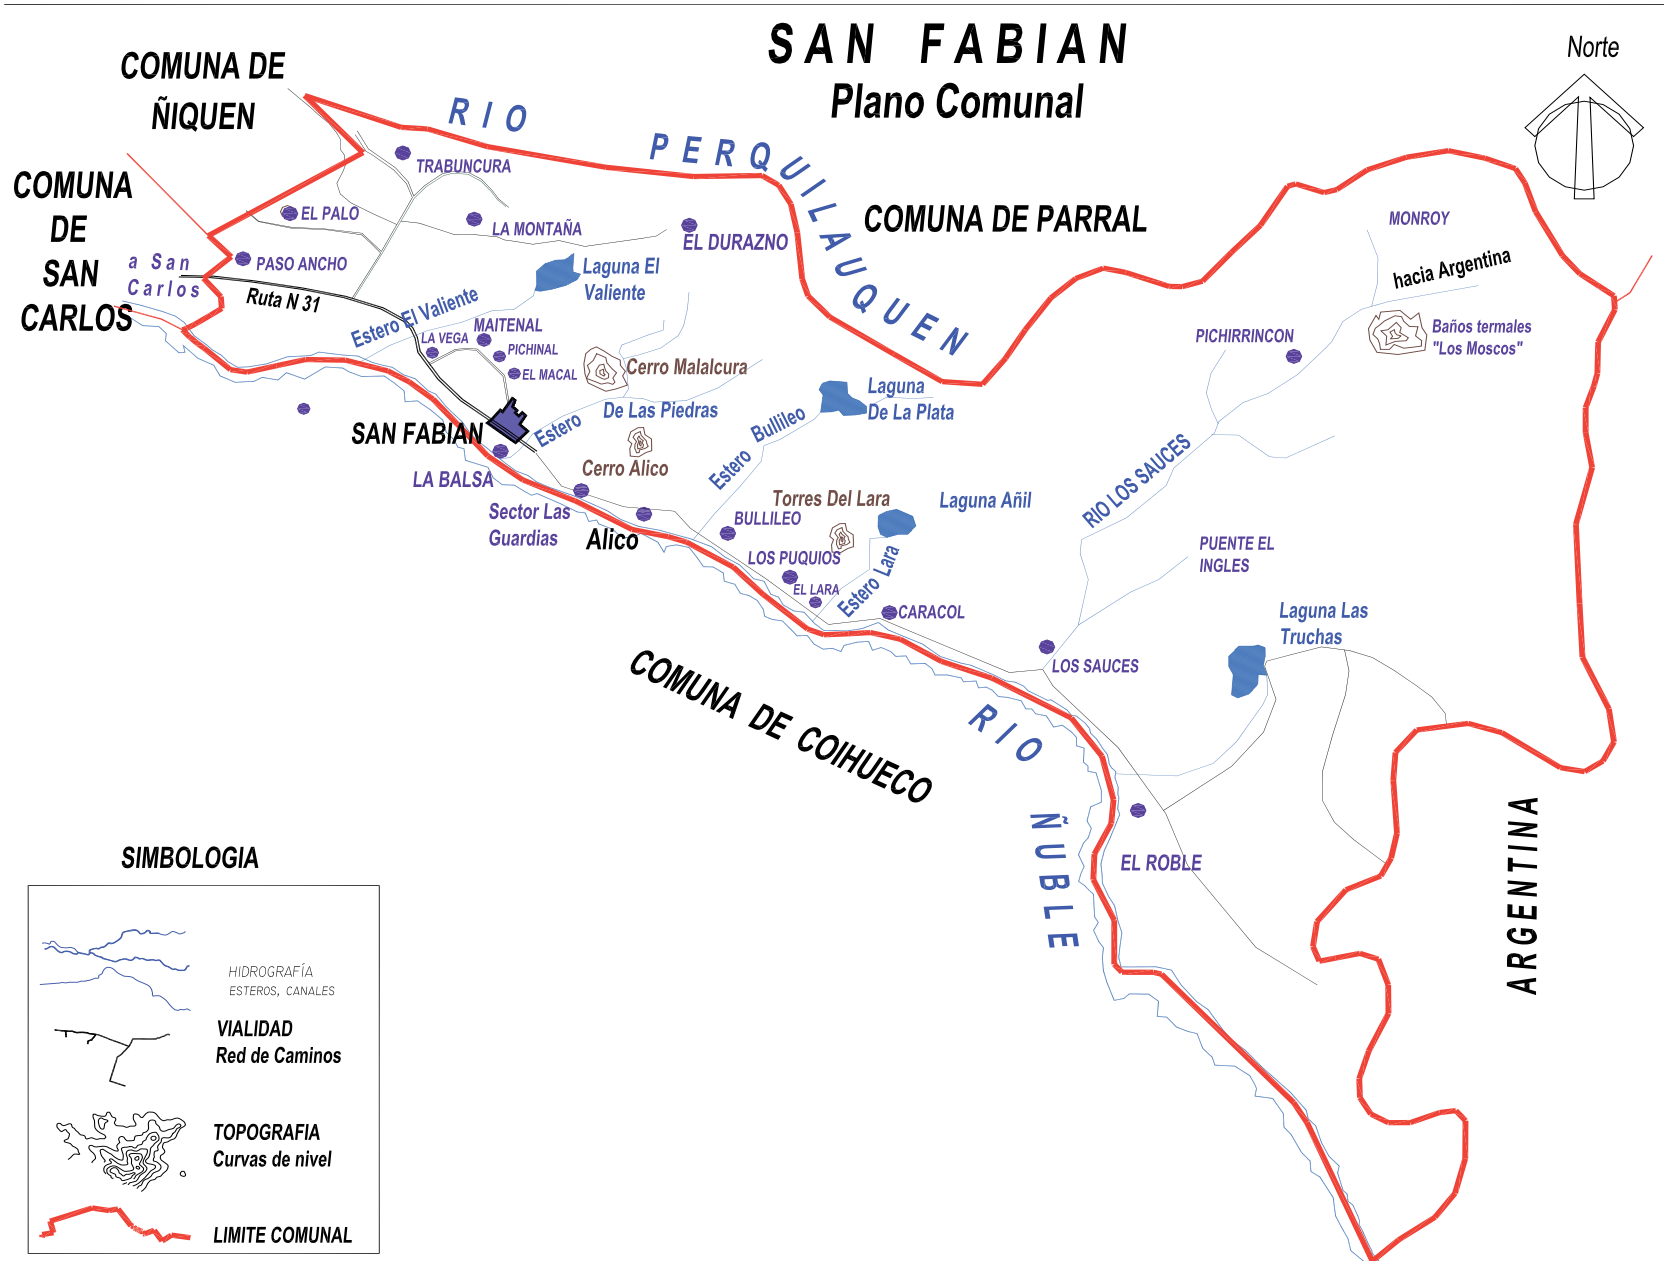 SAN FABIAN
Plano Comunal
Norte
COMUNA DE
ÑIQUEN
COMUNA
DE
SAN
CARLOS
a San
Carlos
RIO PERQUILAUQUEN
COMUNA DE PARRAL
TRABUNCURA
EL PALO
LA MONTAÑA
EL DURAZNO
PASO ANCHO
Ruta N 31
Laguna El
Valiente
Estero El Valiente
MAITENAL
LA VEGA
PICHINAL
EL MACAL
Cerro Malalcura
De Las Piedras
Estero
SAN FABIAN
Cerro Alico
LA BALSA
Sector Las
Guardias
Alico
Laguna
De La Plata
Estero Bullileo
Torres Del Lara
Laguna Añil
BULLILEO
LOS PUQUIOS
EL LARA
Estero Lara
CARACOL
MONROY
hacia Argentina
PICHIRRINCON
Baños termales
"Los Moscos"
RIO LOS SAUCES
PUENTE EL
INGLES
Laguna Las
Truchas
LOS SAUCES
COMUNA DE COIHUECO
RIO ÑUBLE
EL ROBLE
ARGENTINA
SIMBOLOGIA
HIDROGRAFÍA
ESTEROS, CANALES
VIALIDAD
Red de Caminos
TOPOGRAFIA
Curvas de nivel
LIMITE COMUNAL